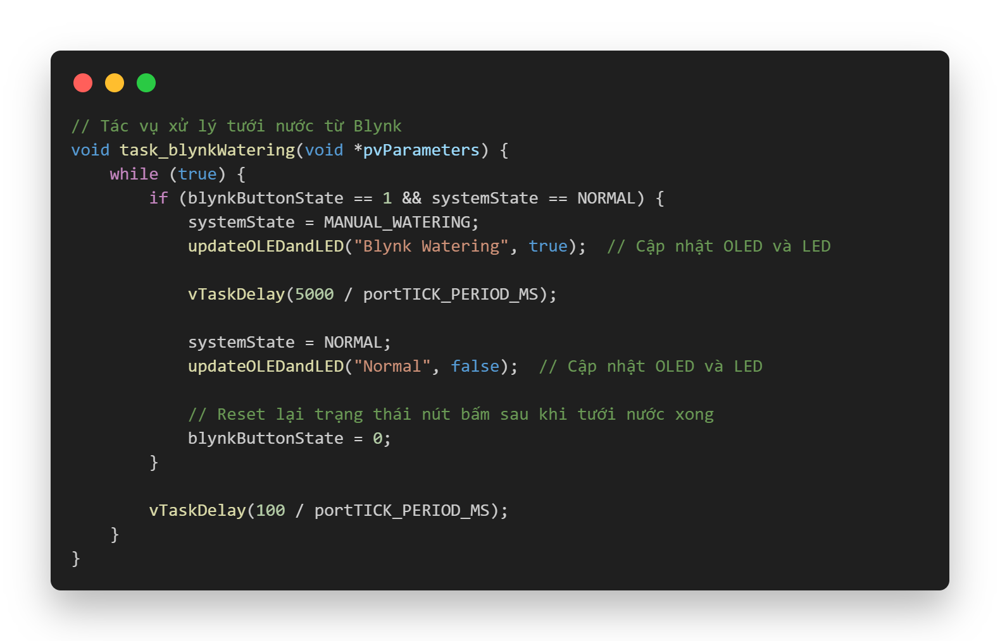 // Tác vụ xử lý tưới nước từ Blynk
void task_blynkWatering(void *pvParameters) {
    while (true) {
        if (blynkButtonState == 1 && systemState == NORMAL) {
            systemState = MANUAL_WATERING;
            updateOLEDandLED("Blynk Watering", true);  // Cập nhật OLED và LED

            vTaskDelay(5000 / portTICK_PERIOD_MS);

            systemState = NORMAL;
            updateOLEDandLED("Normal", false);  // Cập nhật OLED và LED

            // Reset lại trạng thái nút bấm sau khi tưới nước xong
            blynkButtonState = 0;
        }

        vTaskDelay(100 / portTICK_PERIOD_MS);
    }
}